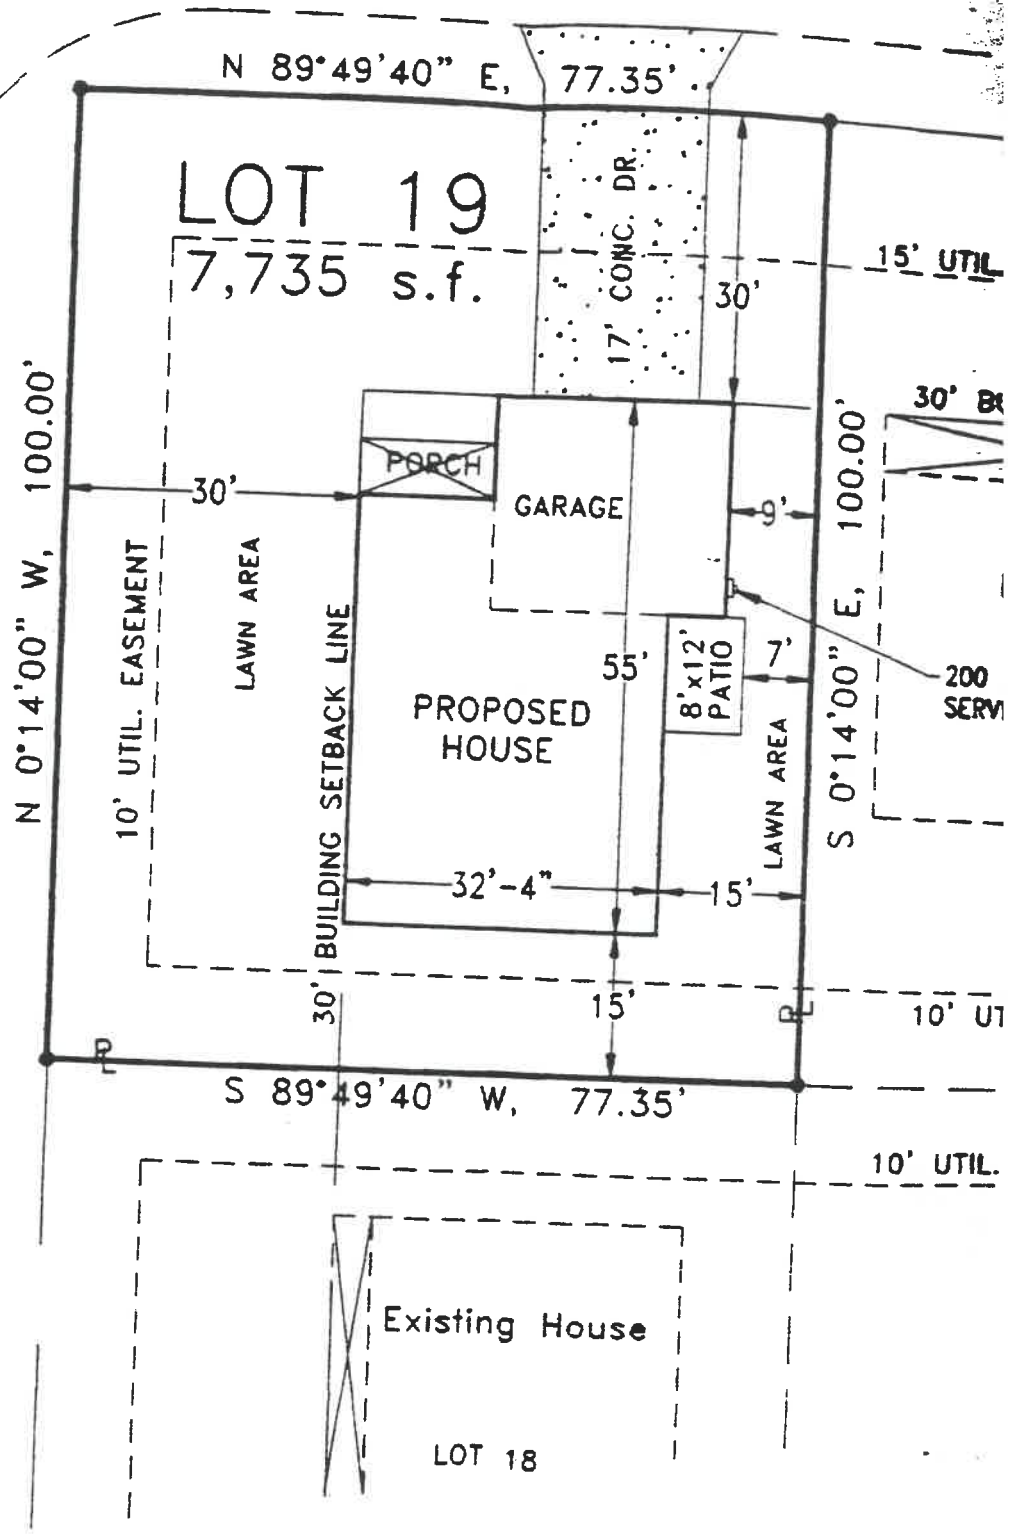 N 89°49'40" E, 77.35'
LOT 19
7,735 s.f.
17' CONC. DR.
30'
15' UTIL.
N 0°14'00" W, 100.00'
30'
PORCH
GARAGE
9'
S 0°14'00" E, 100.00'
30'
10' UTIL. EASEMENT
LAWN AREA
30' BUILDING SETBACK LINE
55'
8'x12'
PATIO
7'
200
SERVI
PROPOSED
HOUSE
LAWN AREA
32'-4"
15'
15'
PL
10' UT
PL
S 89°49'40" W, 77.35'
10' UTIL.
Existing House
LOT 18